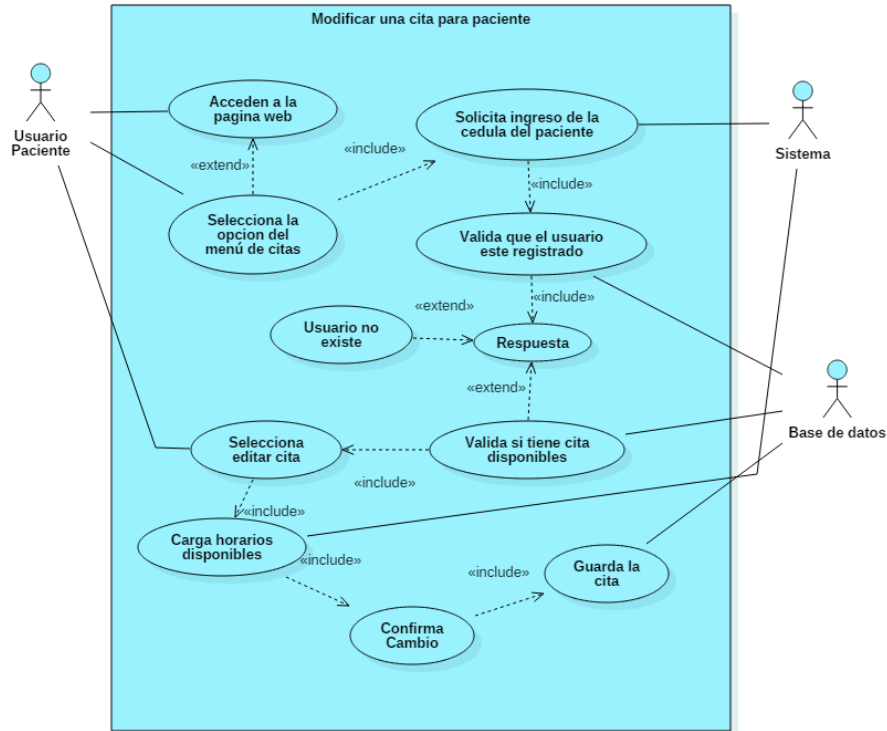 Modificar una cita para paciente
Usuario
Paciente
Acceden a la
pagina web
«extend»
Selecciona la
opcion del
menú de citas
«include»
Solicita ingreso de la
cedula del paciente
Sistema
«include»
Valida que el usuario
este registrado
«include»
«extend»
Usuario no
existe
Respuesta
«extend»
Base de datos
Selecciona
editar cita
Valida si tiene cita
disponibles
«include»
«include»
Carga horarios
disponibles
«include»
Confirma
Cambio
«include»
Guarda la
cita